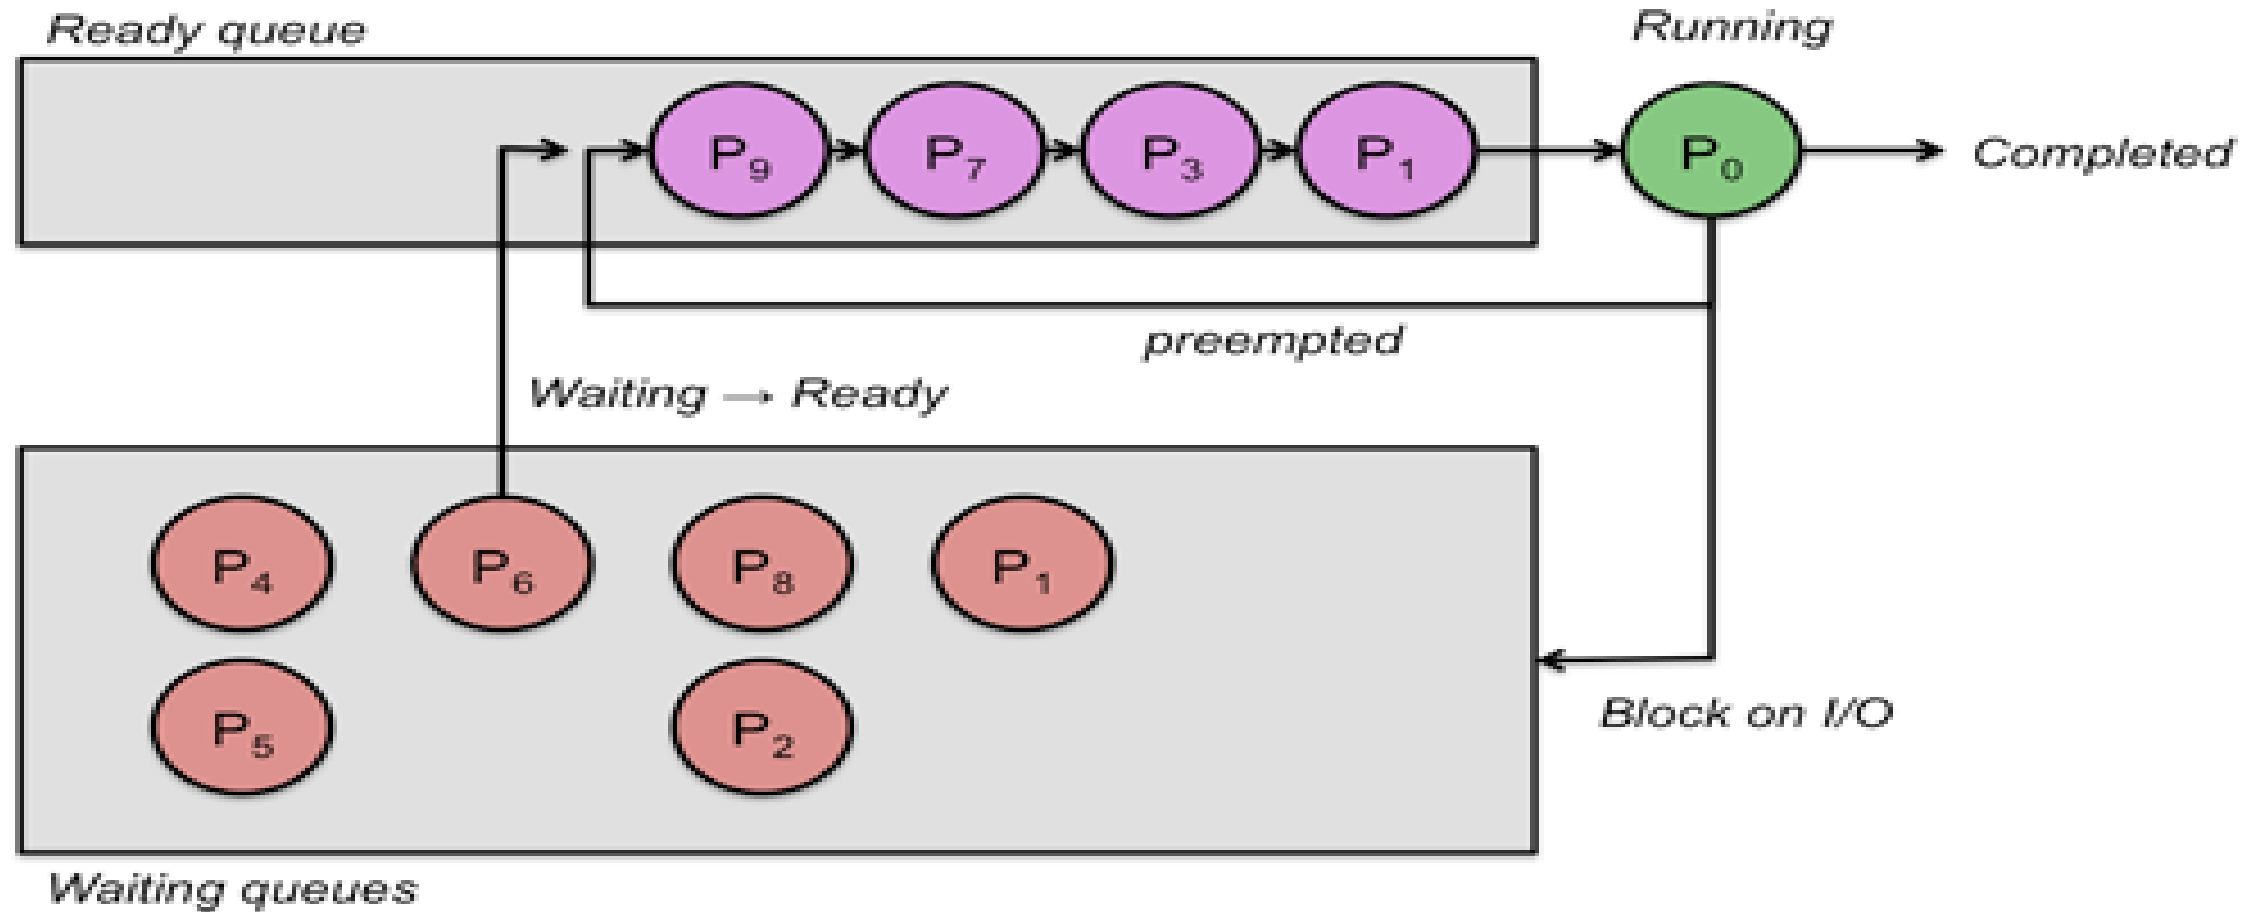 Ready queue
Running
P9 P7 P3 P1 P0 Completed
preempted
Waiting → Ready
P4 P6 P8 P1
Block on I/O
P5 P2
Waiting queues